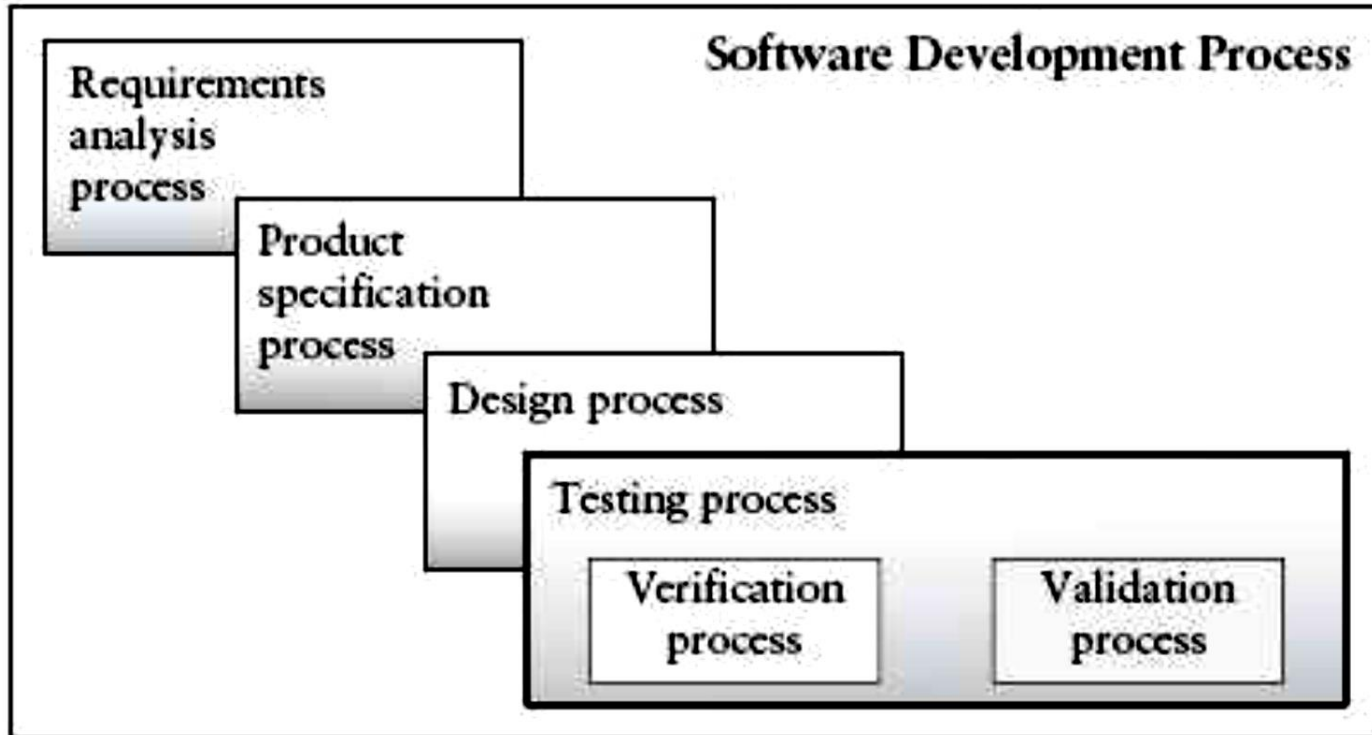 Software Development Process
Requirements
analysis
process
Product
specification
process
Design process
Testing process
Verification
process
Validation
process